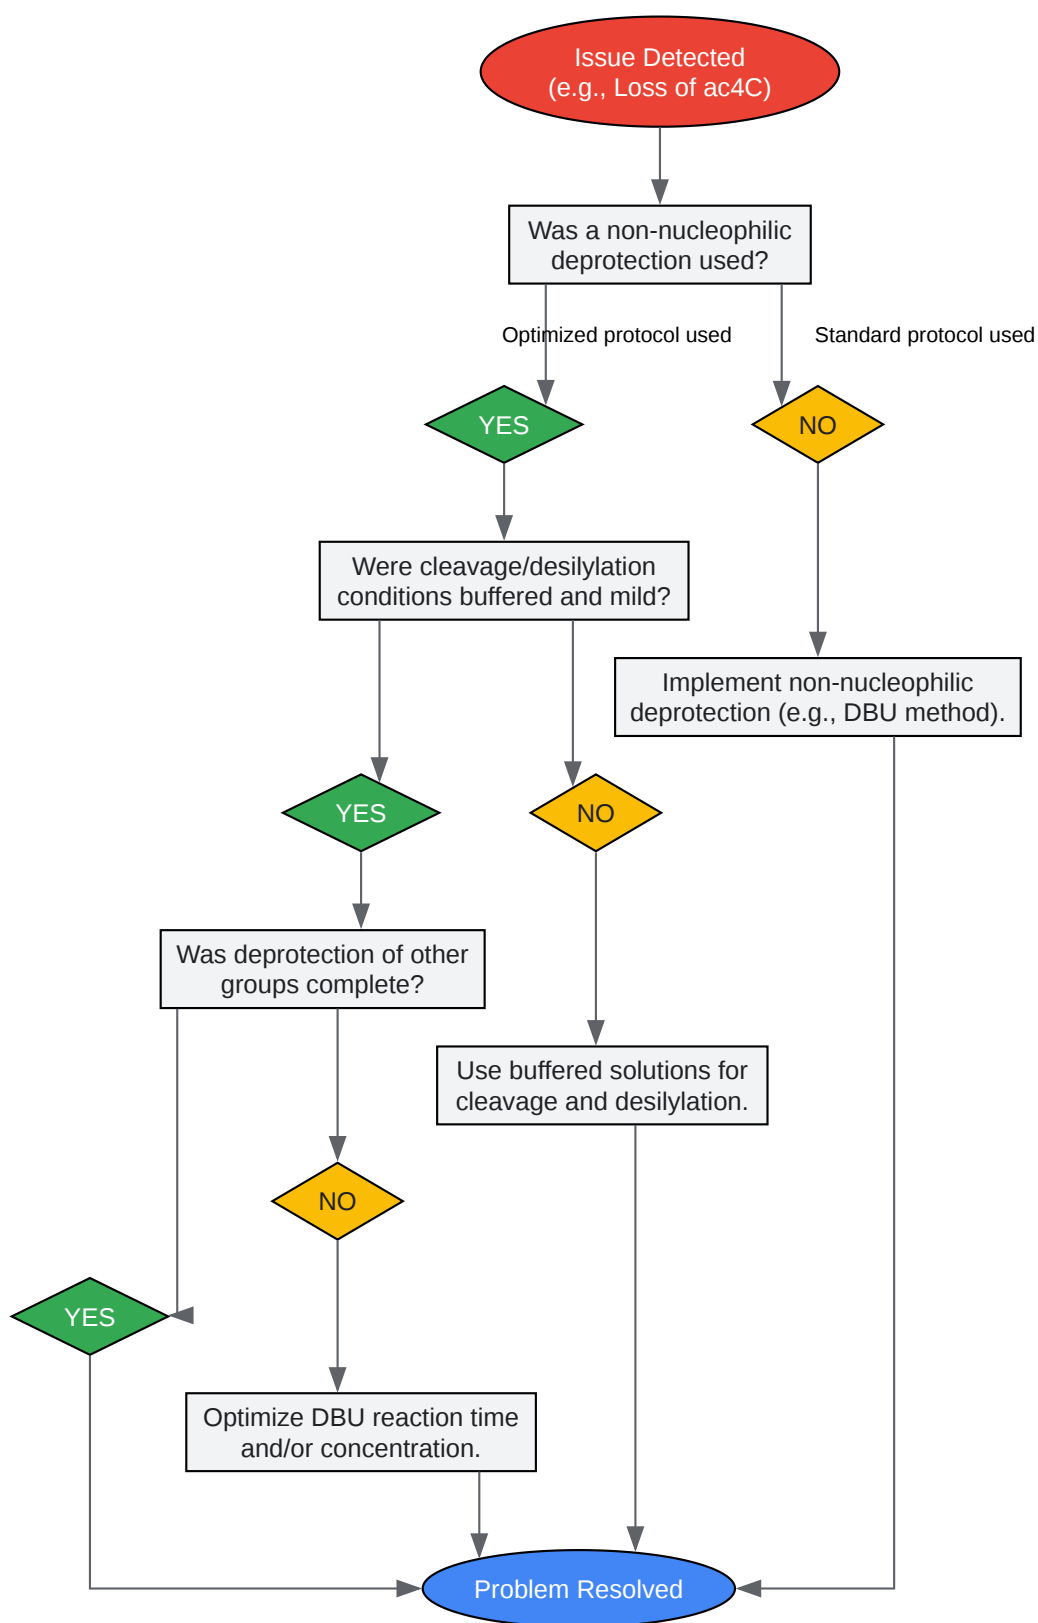 Issue Detected
(e.g., Loss of ac4C)
Was a non-nucleophilic
deprotection used?
Optimized protocol used
Standard protocol used
YES
NO
Were cleavage/desilylation
conditions buffered and mild?
Implement non-nucleophilic
deprotection (e.g., DBU method).
YES
NO
Was deprotection of other
groups complete?
Use buffered solutions for
cleavage and desilylation.
NO
YES
Optimize DBU reaction time
and/or concentration.
Problem Resolved